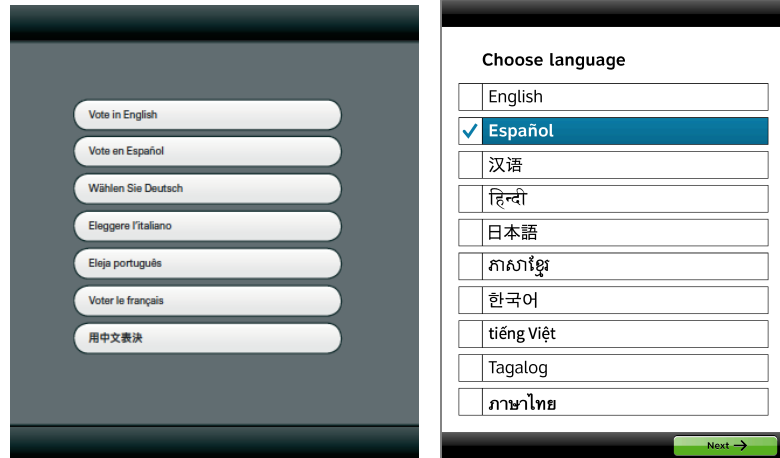 Vote in English
Vote en Español
Wählen Sie Deutsch
Eleggere l'italiano
Eleja português
Voter le français
用中文表決
Choose language
English
Español
汉语
हिन्दी
日本語
ភាសាខ្មែរ
한국어
tiếng Việt
Tagalog
ภาษาไทย
Next →